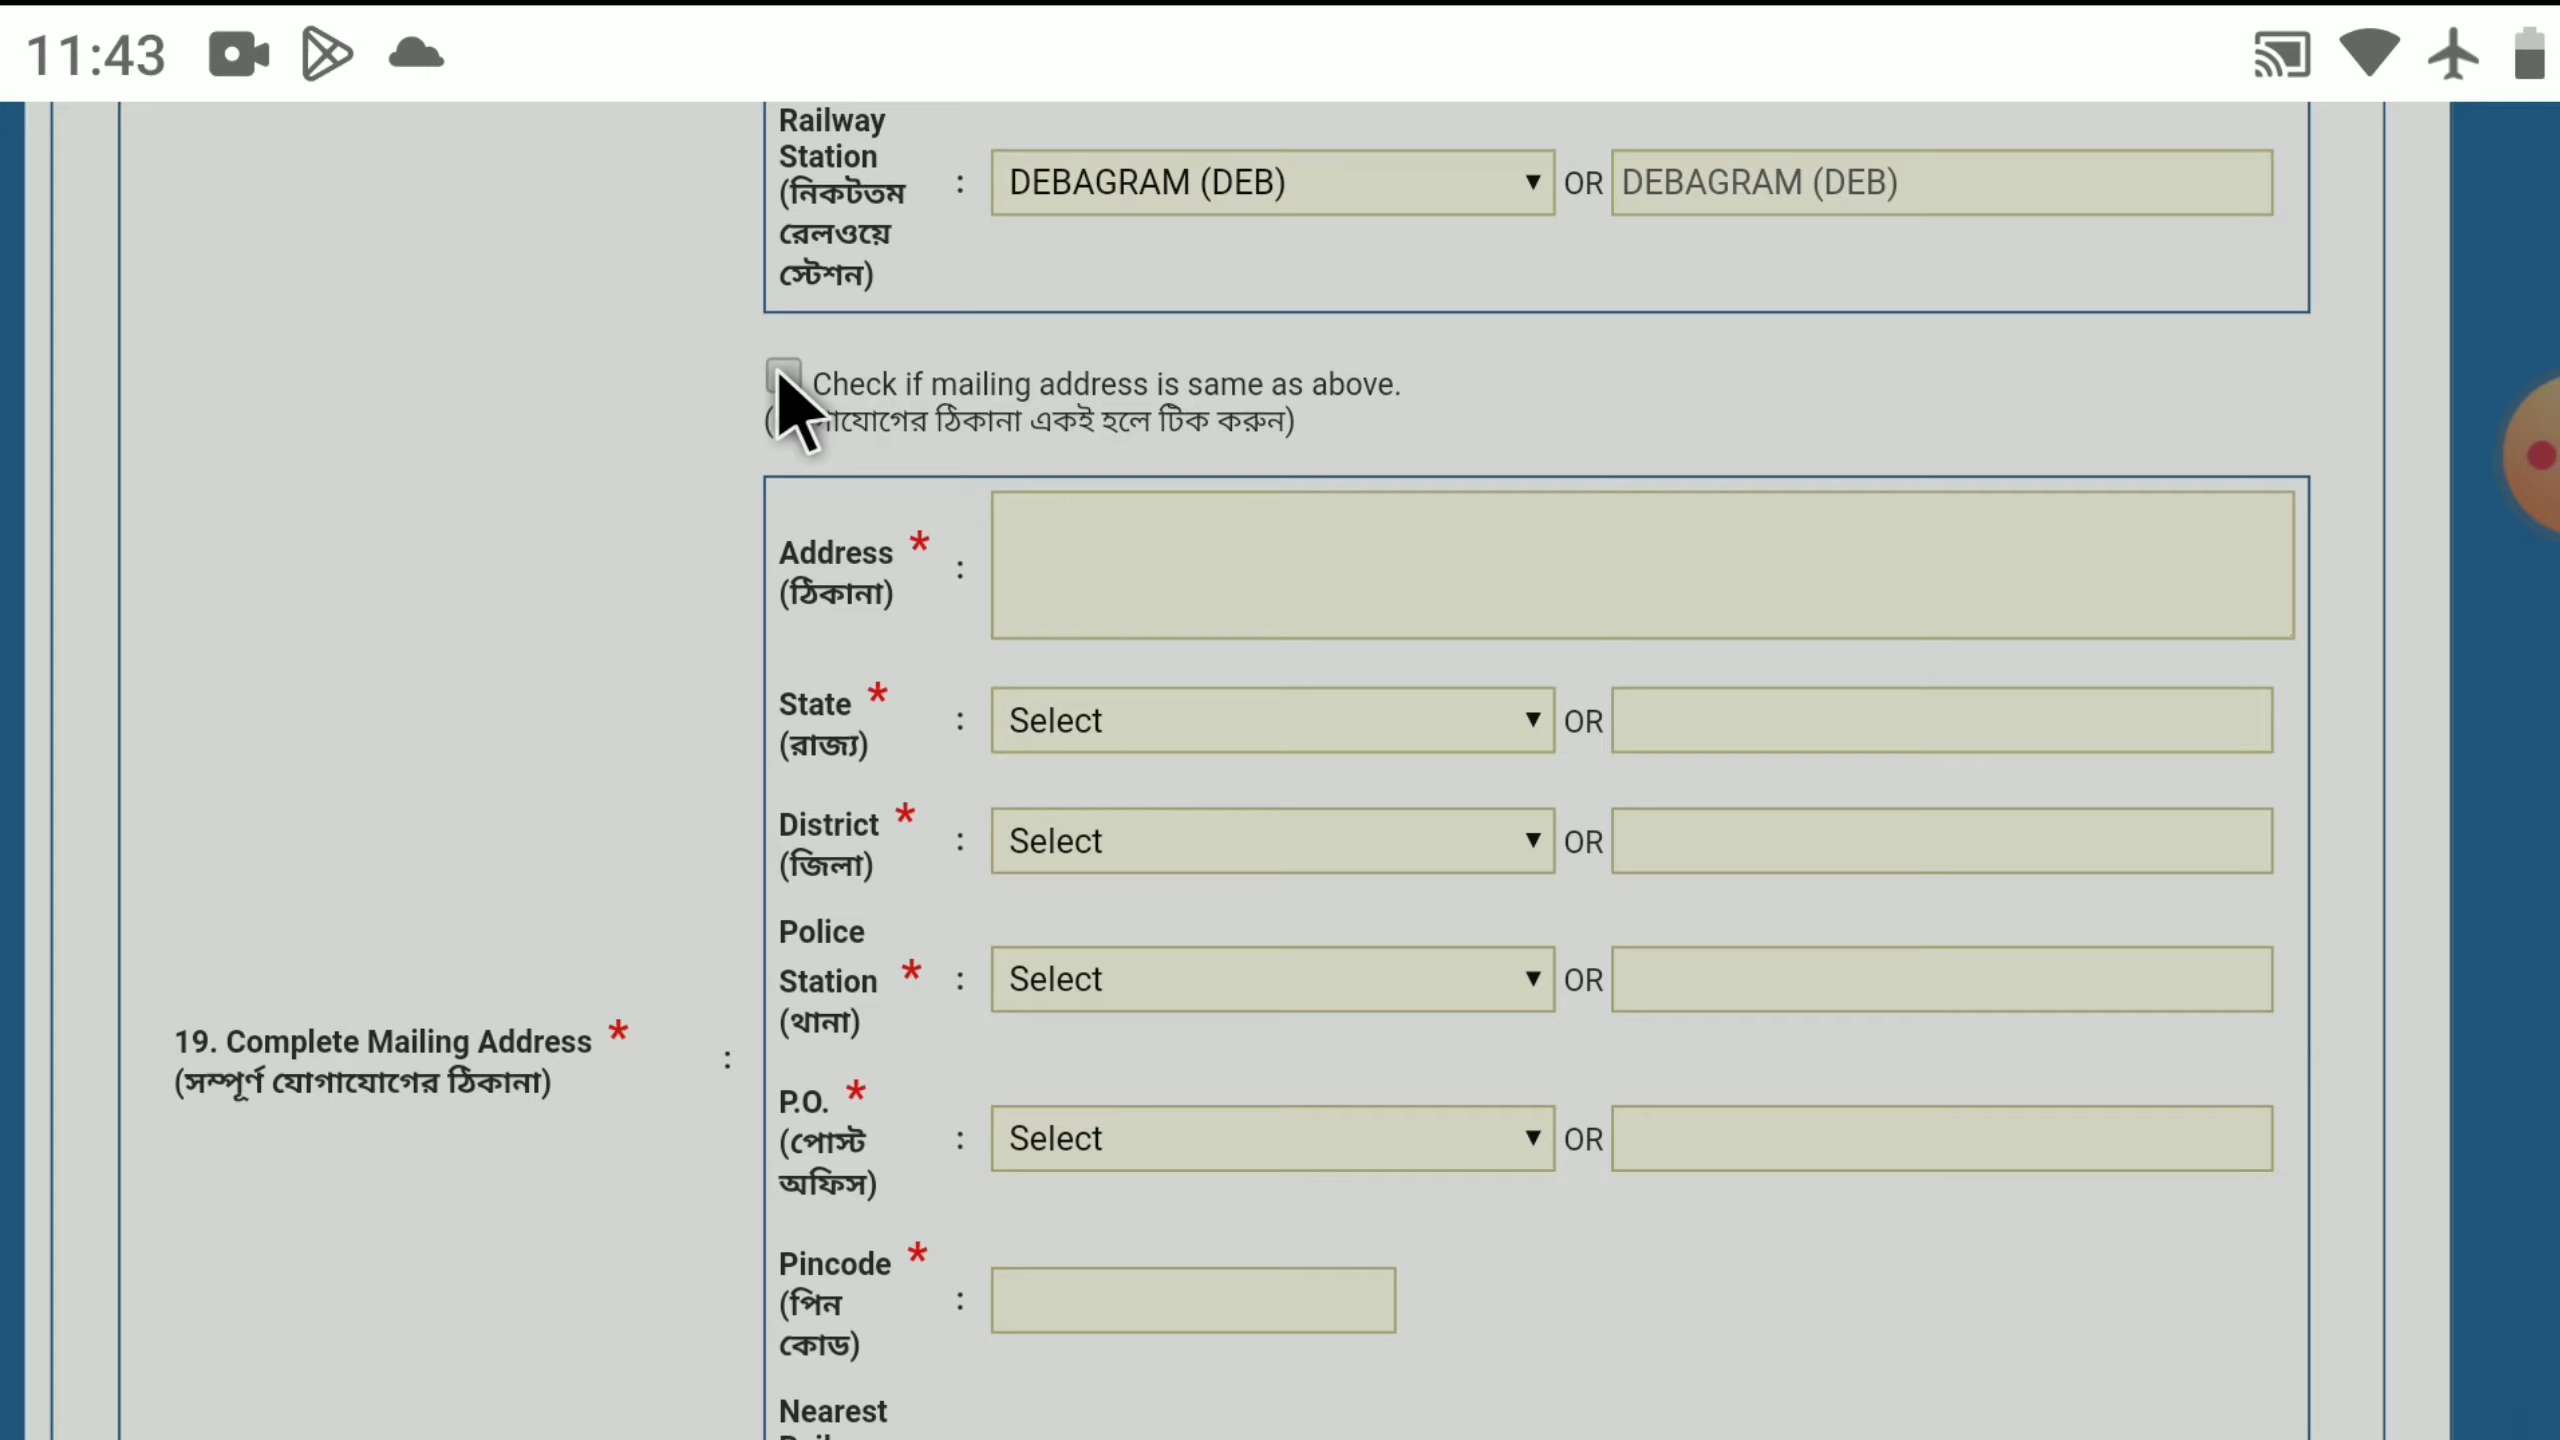 11:43
Railway
Station
(নিকটতম
রেলওয়ে
স্টেশন)
: DEBAGRAM (DEB) ▼ OR DEBAGRAM (DEB)
Check if mailing address is same as above.
ঠিকানা একই হলে টিক করুন)
Address *
(ঠিকানা)
:
State *
(রাজ্য)
: Select ▼ OR
District *
(জিলা)
: Select ▼ OR
Police
Station *
(থানা)
: Select ▼ OR
19. Complete Mailing Address *
(সম্পূর্ণ যোগাযোগের ঠিকানা)
:
P.O. *
(পোস্ট
অফিস)
: Select ▼ OR
Pincode *
(পিন
কোড)
:
Nearest